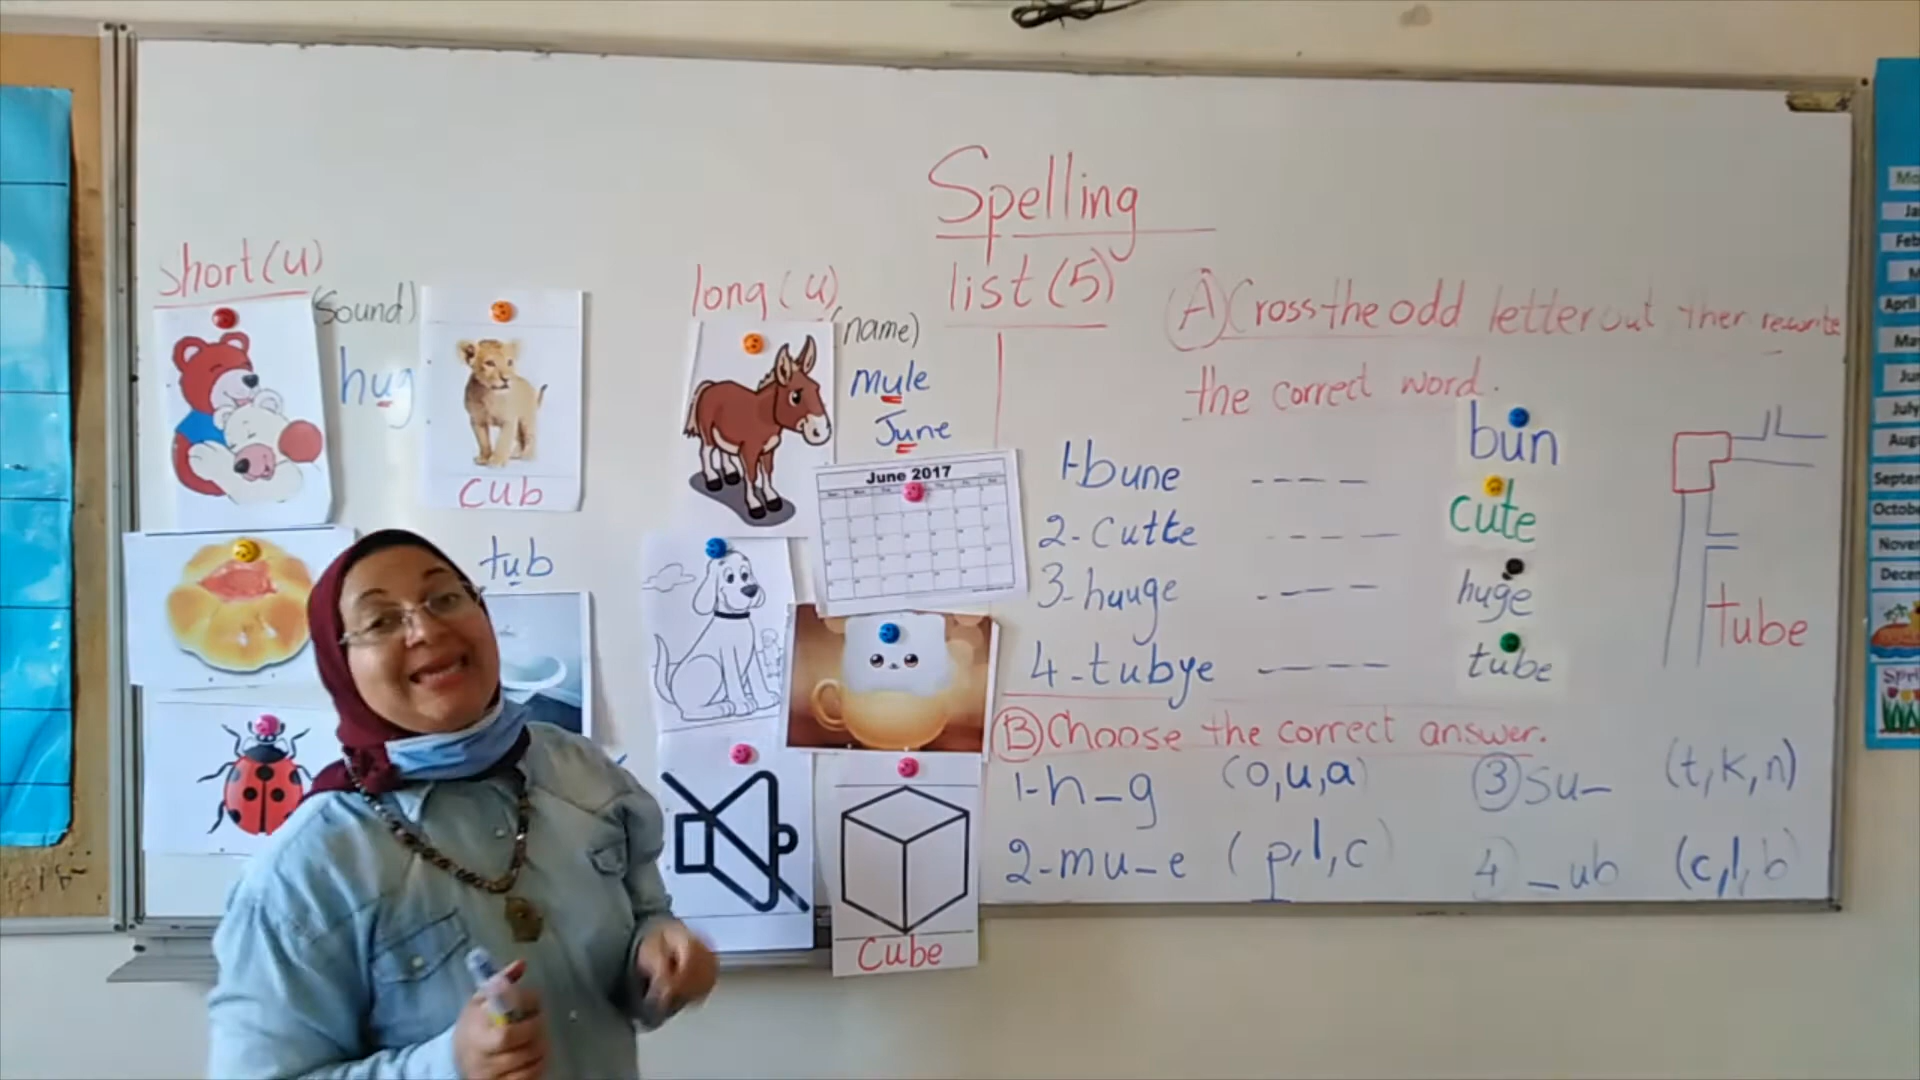 Spelling
list (5)
short (u)
(sound)
hug
cub
tub
long (u)
(name)
mule
June
June 2017
Cube
(A) Cross the odd letter out then rewrite
the correct word.
1-bune ---- bun
2-cutte ---- cute
3-huuge ---- huge
4-tubye ---- tube
tube
(B) Choose the correct answer.
1-h_g (o,u,a)
2-mu_e (p,l,c)
(3) su_ (t,k,n)
4) _ub (c,l,b
April
July